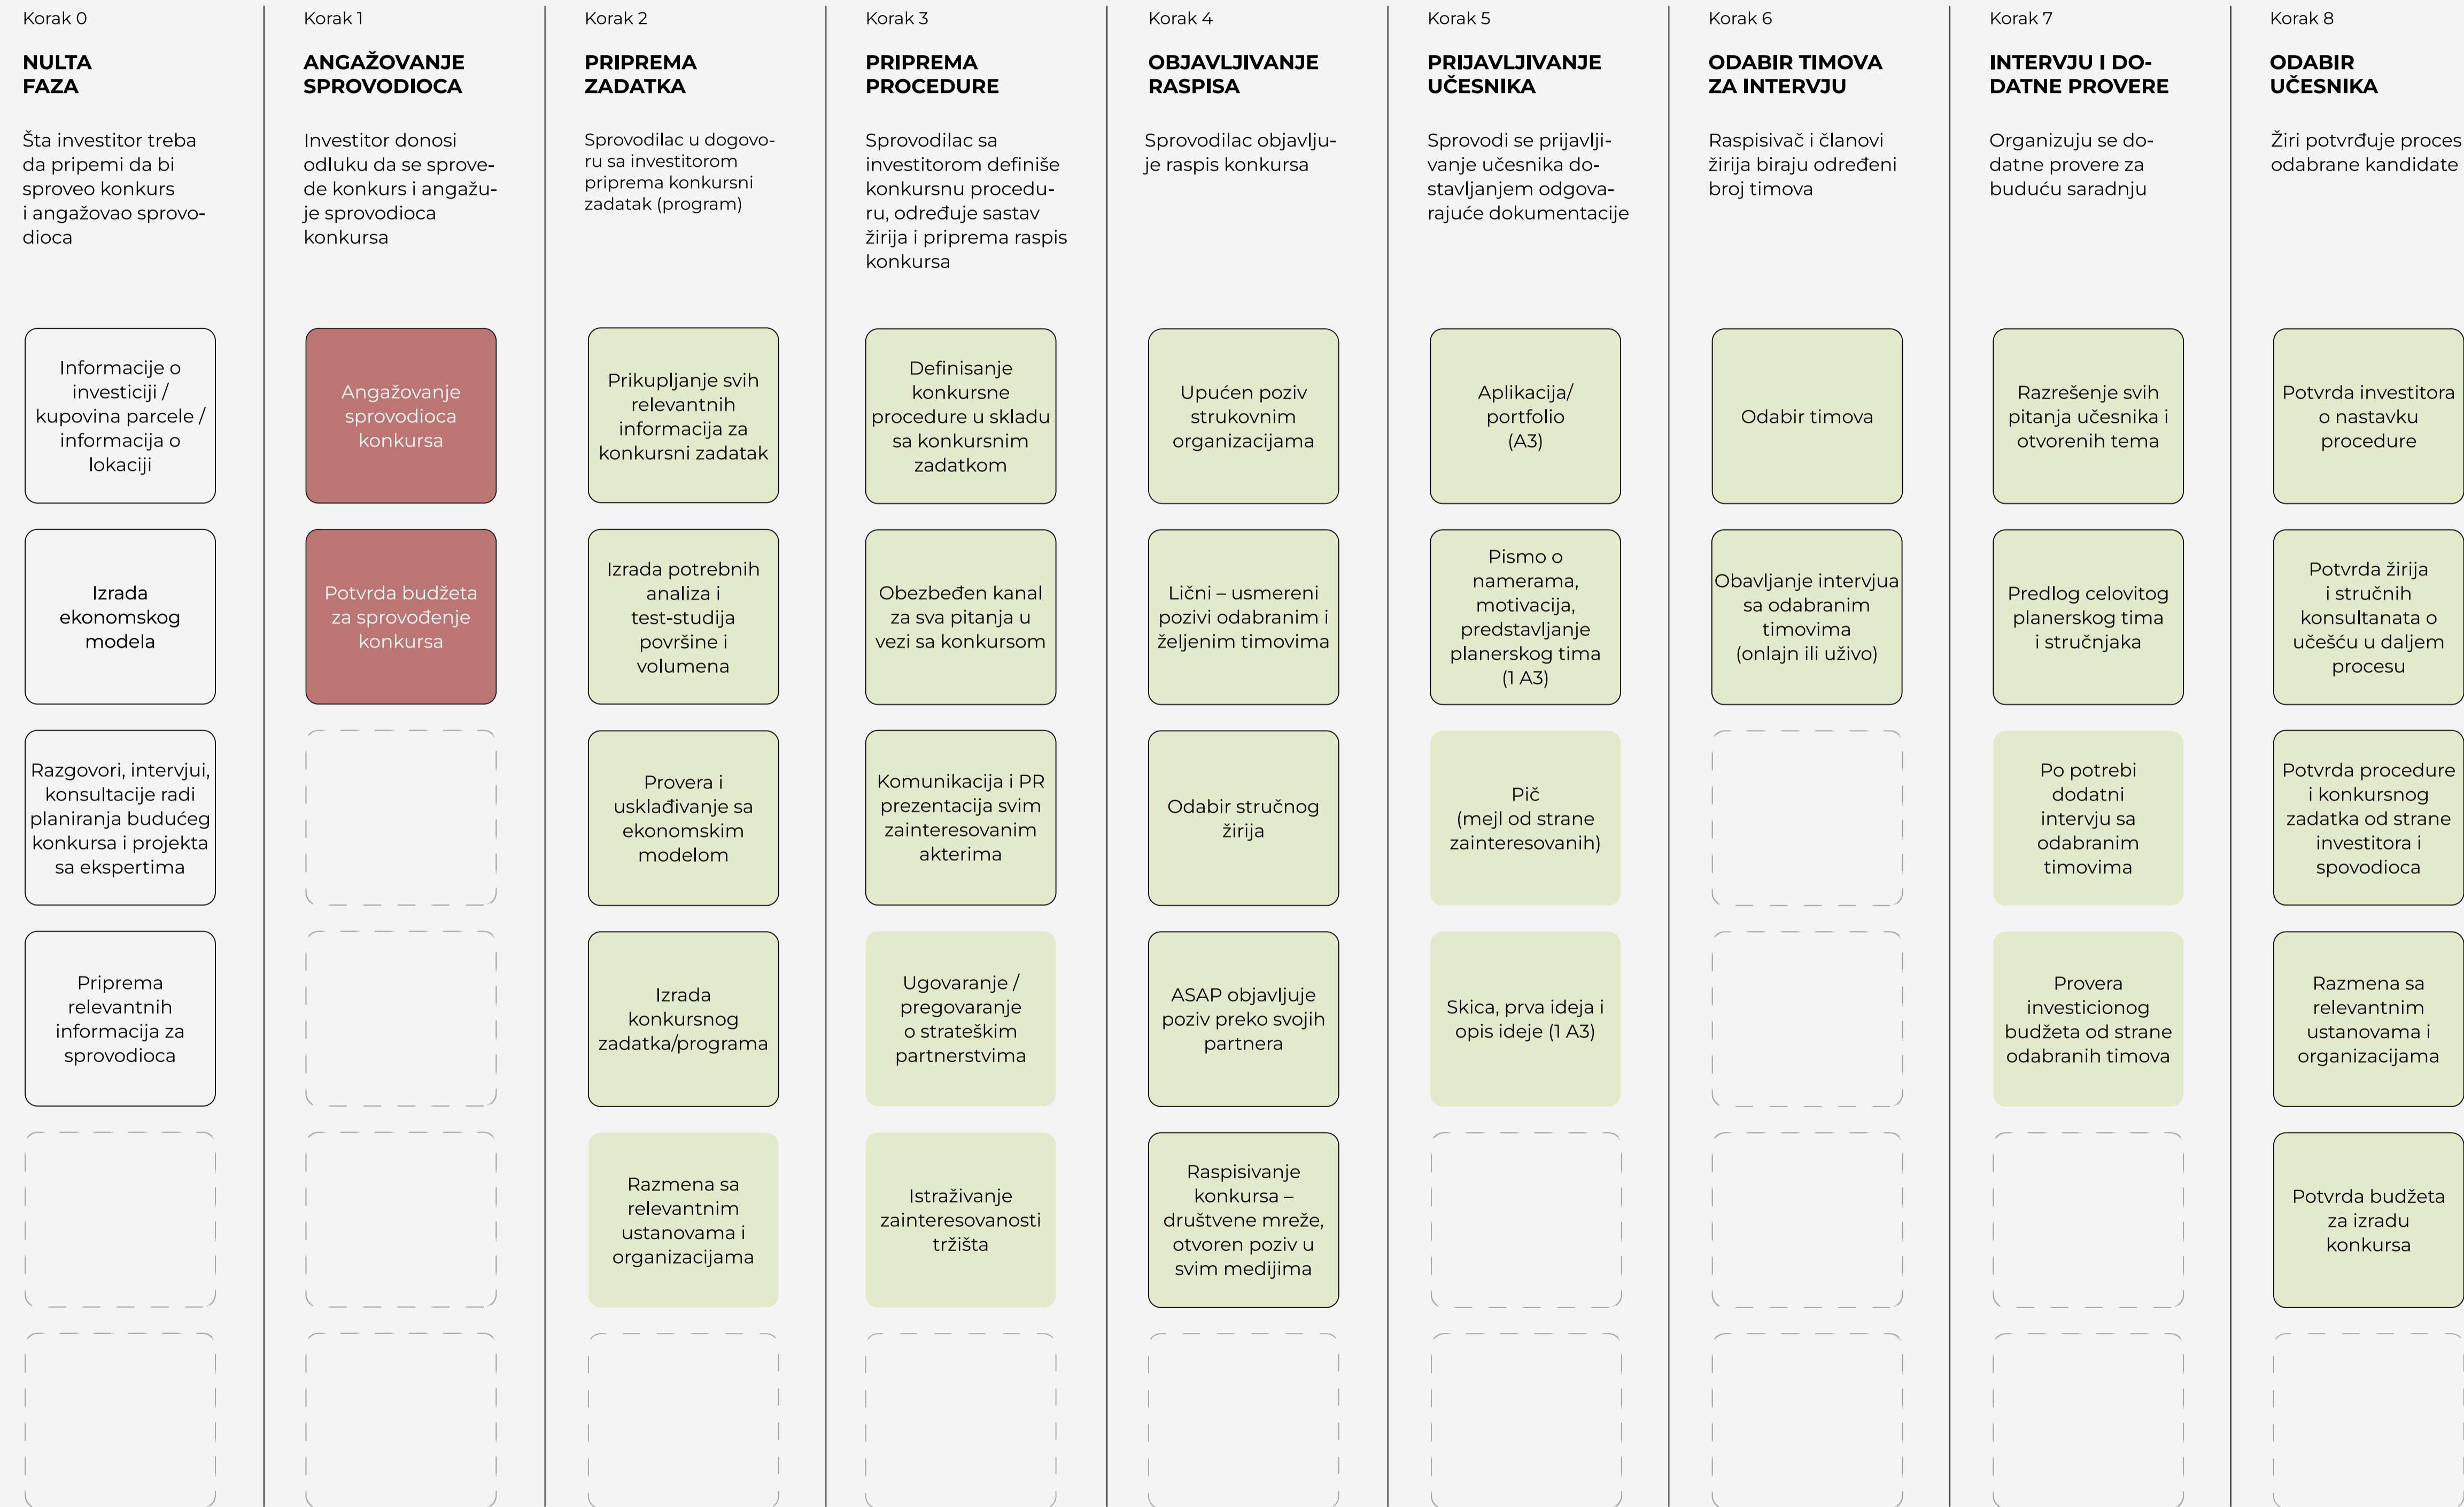 Korak 0
NULTA
FAZA
Šta investitor treba
da pripemi da bi
sproveo konkurs
i angažovao sprovo-
dioca
Informacije o
investiciji /
kupovina parcele /
informacija o
lokaciji
Izrada
ekonomskog
modela
Razgovori, intervjui,
konsultacije radi
planiranja budućeg
konkursa i projekta
sa ekspertima
Priprema
relevantnih
informacija za
sprovodioca
Korak 1
ANGAŽOVANJE
SPROVODIOCA
Investitor donosi
odluku da se sprove-
de konkurs i angažu-
je sprovodioca
konkursa
Angažovanje
sprovodioca
konkursa
Potvrda budžeta
za sprovođenje
konkursa
Korak 2
PRIPREMA
ZADATKA
Sprovodilac u dogovo-
ru sa investitorom
priprema konkursni
zadatak (program)
Prikupljanje svih
relevantnih
informacija za
konkursni zadatak
Izrada potrebnih
analiza i
test-studija
površine i
volumena
Provera i
usklađivanje sa
ekonomskim
modelom
Izrada
konkursnog
zadatka/programa
Razmena sa
relevantnim
ustanovama i
organizacijama
Korak 3
PRIPREMA
PROCEDURE
Sprovodilac sa
investitorom definiše
konkursnu procedu-
ru, određuje sastav
žirija i priprema raspis
konkursa
Definisanje
konkursne
procedure u skladu
sa konkursnim
zadatkom
Obezbeđen kanal
za sva pitanja u
vezi sa konkursom
Komunikacija i PR
prezentacija svim
zainteresovanim
akterima
Ugovaranje /
pregovaranje
o strateškim
partnerstvima
Istraživanje
zainteresovanosti
tržišta
Korak 4
OBJAVLJIVANJE
RASPISA
Sprovodilac objavlju-
je raspis konkursa
Upućen poziv
strukovnim
organizacijama
Lični – usmereni
pozivi odabranim i
željenim timovima
Odabir stručnog
žirija
ASAP objavljuje
poziv preko svojih
partnera
Raspisivanje
konkursa –
društvene mreže,
otvoren poziv u
svim medijima
Korak 5
PRIJAVLJIVANJE
UČESNIKA
Sprovodi se prijavlji-
vanje učesnika do-
stavljanjem odgova-
rajuće dokumentacije
Aplikacija/
portfolio
(A3)
Pismo o
namerama,
motivacija,
predstavljanje
planerskog tima
(1 A3)
Pič
(mejl od strane
zainteresovanih)
Skica, prva ideja i
opis ideje (1 A3)
Korak 6
ODABIR TIMOVA
ZA INTERVJU
Raspisivač i članovi
žirija biraju određeni
broj timova
Odabir timova
Obavljanje intervjua
sa odabranim
timovima
(onlajn ili uživo)
Korak 7
INTERVJU I DO-
DATNE PROVERE
Organizuju se do-
datne provere za
buduću saradnju
Razrešenje svih
pitanja učesnika i
otvorenih tema
Predlog celovitog
planerskog tima
i stručnjaka
Po potrebi
dodatni
intervju sa
odabranim
timovima
Provera
investicionog
budžeta od strane
odabranih timova
Korak 8
ODABIR
UČESNIKA
Žiri potvrđuje proces
odabrane kandidate
Potvrda investitora
o nastavku
procedure
Potvrda žirija
i stručnih
konsultanata o
učešću u daljem
procesu
Potvrda procedure
i konkursnog
zadatka od strane
investitora i
spovodioca
Razmena sa
relevantnim
ustanovama i
organizacijama
Potvrda budžeta
za izradu
konkursa